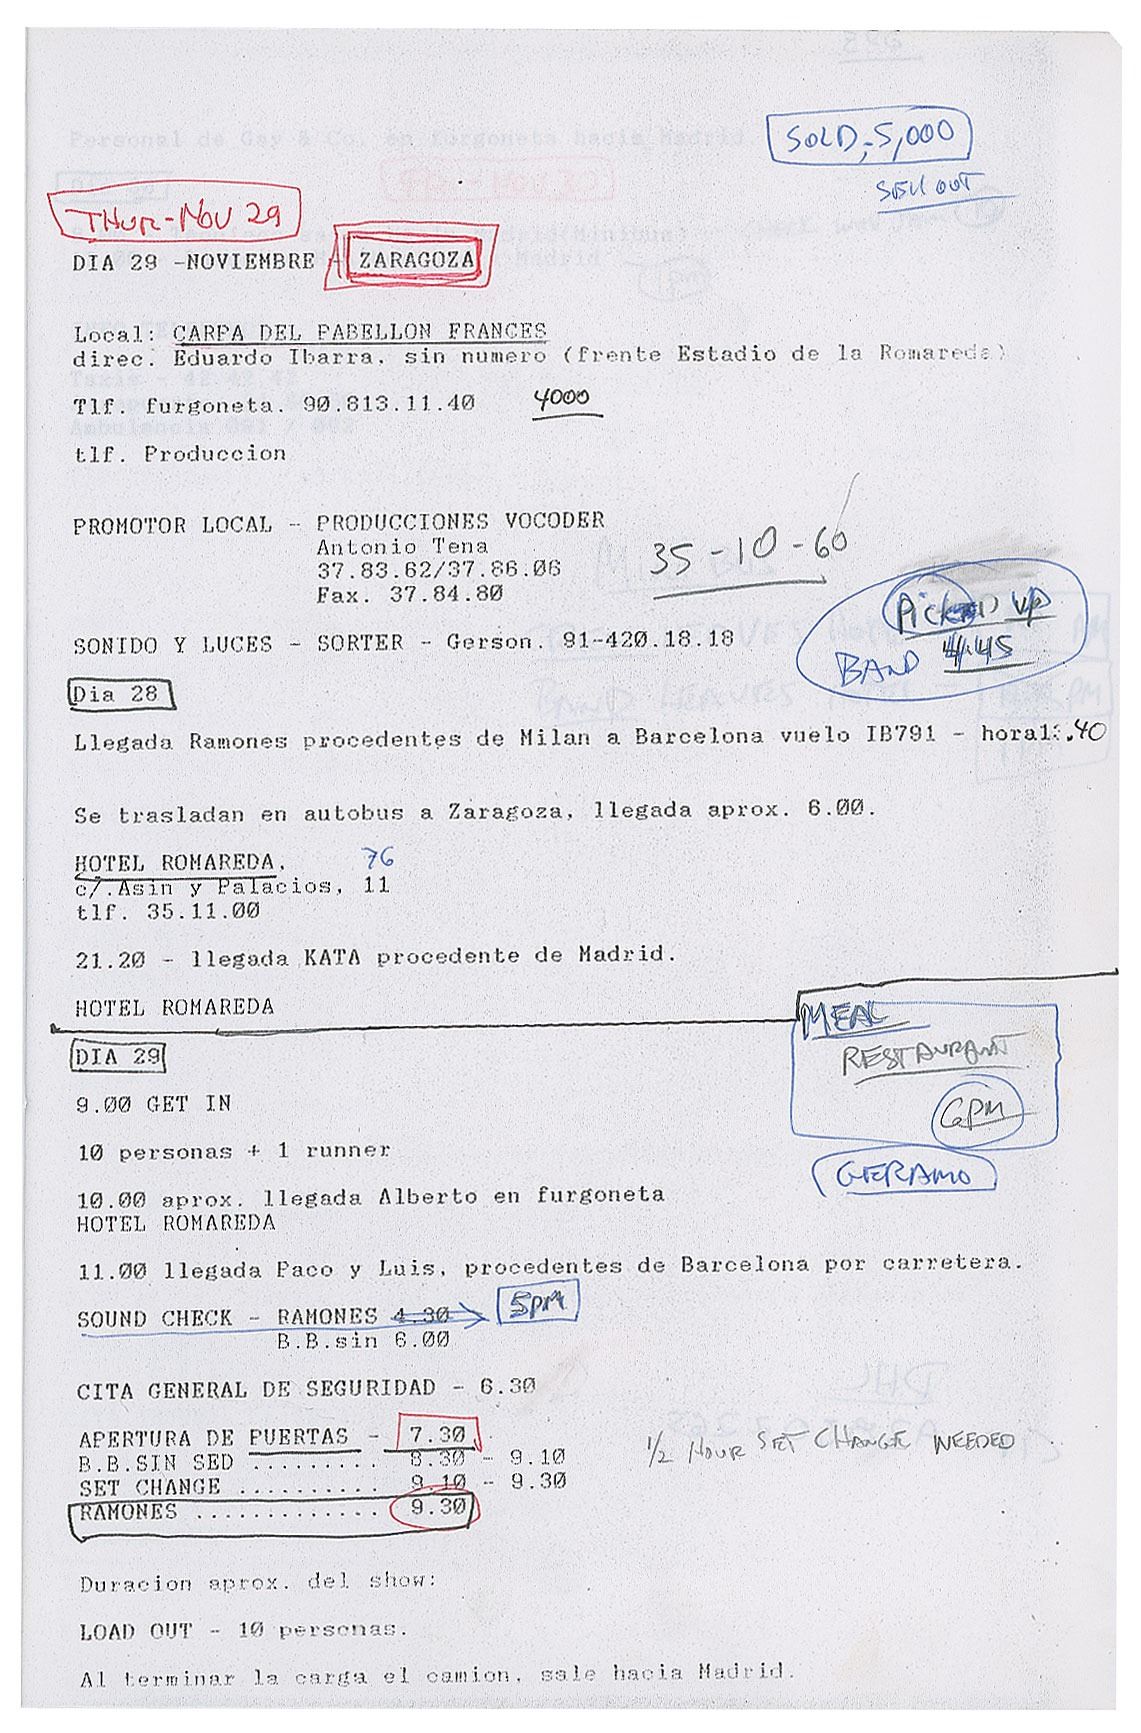 SOLD,-5,000
SELL OUT
THUR-NOV 29
DIA 29 -NOVIEMBRE - ZARAGOZA
Local: CARPA DEL PABELLON FRANCES
direc. Eduardo Ibarra, sin numero (frente Estadio de la Romareda)
Tlf. furgoneta. 90.813.11.40 4000
tlf. Produccion
PROMOTOR LOCAL - PRODUCCIONES VOCODER
Antonio Tena
37.83.62/37.86.06
Fax. 37.84.80
35-10-60
PICKED UP
BAND 4:45
SONIDO Y LUCES - SORTER - Gerson. 91-420.18.18
Dia 28
Llegada Ramones procedentes de Milan a Barcelona vuelo IB791 - hora13.40
Se trasladan en autobus a Zaragoza, llegada aprox. 6.00.
HOTEL ROMAREDA. 76
c/.Asin y Palacios, 11
tlf. 35.11.00
21.20 - llegada KATA procedente de Madrid.
HOTEL ROMAREDA
MEAL
RESTAURANT
6PM
GERAMO
DIA 29
9.00 GET IN
10 personas + 1 runner
10.00 aprox. llegada Alberto en furgoneta
HOTEL ROMAREDA
11.00 llegada Paco y Luis, procedentes de Barcelona por carretera.
SOUND CHECK - RAMONES 4.30 5PM
B.B.sin 6.00
CITA GENERAL DE SEGURIDAD - 6.30
APERTURA DE PUERTAS - 7.30
B.B.SIN SED ......... 8.30 - 9.10
SET CHANGE .......... 9.10 - 9.30
RAMONES ............. 9.30
1/2 HOUR SET CHANGE NEEDED
Duracion aprox. del show:
LOAD OUT - 10 personas.
Al terminar la carga el camion, sale hacia Madrid.